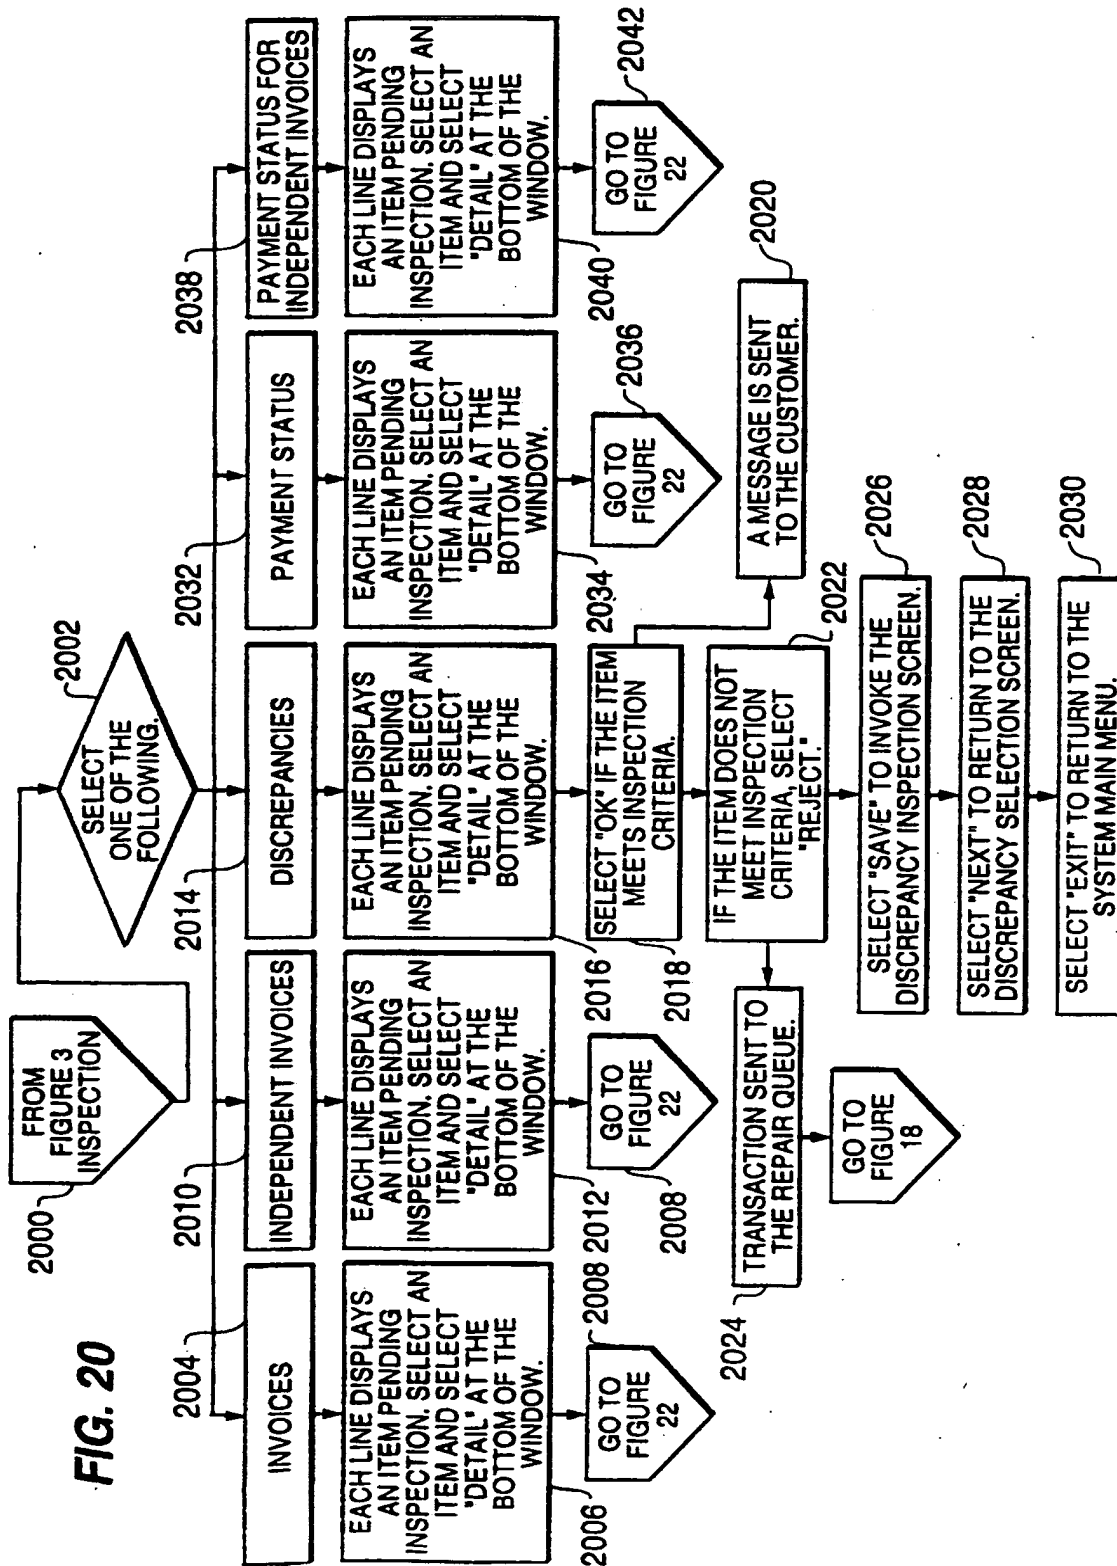 FIG. 20
FROM
FIGURE 3
INSPECTION
2000
SELECT
ONE OF THE
FOLLOWING.
2002
2004
INVOICES
EACH LINE DISPLAYS
AN ITEM PENDING
INSPECTION. SELECT AN
ITEM AND SELECT
"DETAIL" AT THE
BOTTOM OF THE
WINDOW.
2006
GO TO
FIGURE
22
2008
2010
INDEPENDENT INVOICES
EACH LINE DISPLAYS
AN ITEM PENDING
INSPECTION. SELECT AN
ITEM AND SELECT
"DETAIL" AT THE
BOTTOM OF THE
WINDOW.
2012
GO TO
FIGURE
22
2008
2014
DISCREPANCIES
EACH LINE DISPLAYS
AN ITEM PENDING
INSPECTION. SELECT AN
ITEM AND SELECT
"DETAIL" AT THE
BOTTOM OF THE
WINDOW.
2016
SELECT "OK" IF THE ITEM
MEETS INSPECTION
CRITERIA.
2018
A MESSAGE IS SENT
TO THE CUSTOMER.
2020
IF THE ITEM DOES NOT
MEET INSPECTION
CRITERIA, SELECT
"REJECT."
2022
TRANSACTION SENT TO
THE REPAIR QUEUE.
2024
GO TO
FIGURE
18
SELECT "SAVE" TO INVOKE THE
DISCREPANCY INSPECTION SCREEN.
2026
SELECT "NEXT" TO RETURN TO THE
DISCREPANCY SELECTION SCREEN.
2028
SELECT "EXIT" TO RETURN TO THE
SYSTEM MAIN MENU.
2030
2032
PAYMENT STATUS
EACH LINE DISPLAYS
AN ITEM PENDING
INSPECTION. SELECT AN
ITEM AND SELECT
"DETAIL" AT THE
BOTTOM OF THE
WINDOW.
2034
GO TO
FIGURE
22
2036
2038
PAYMENT STATUS FOR
INDEPENDENT INVOICES
EACH LINE DISPLAYS
AN ITEM PENDING
INSPECTION. SELECT AN
ITEM AND SELECT
"DETAIL" AT THE
BOTTOM OF THE
WINDOW.
2040
GO TO
FIGURE
22
2042